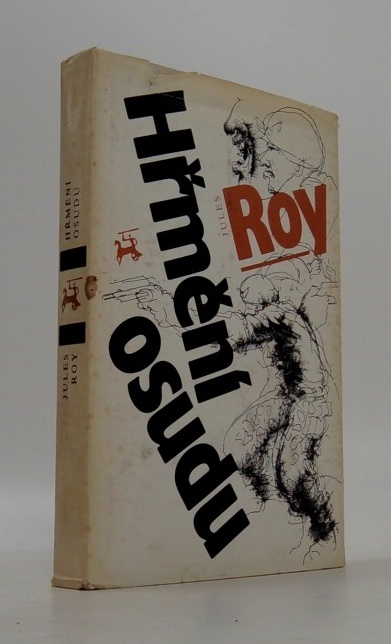 Hřmění
osudu
JULES
Roy
JULES
ROY
HŘMĚNÍ
OSUDU